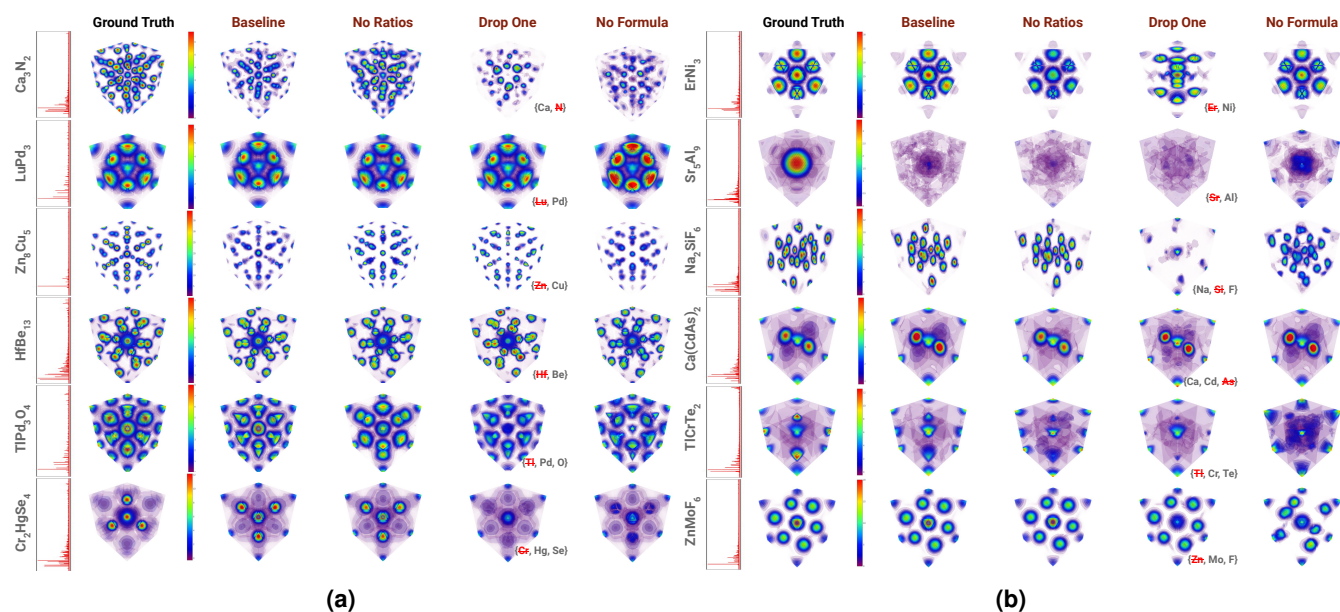 Ground Truth Baseline No Ratios Drop One No Formula
Ca3N2
{Ca, N}
LuPd3
{Lu, Pd}
Zn8Cu5
{Zn, Cu}
HfBe13
{Hf, Be}
TlPd3O4
{Tl, Pd, O}
Cr2HgSe4
{Cr, Hg, Se}
(a)
Ground Truth Baseline No Ratios Drop One No Formula
ErNi3
{Er, Ni}
Sr5Al9
{Sr, Al}
Na2SiF6
{Na, Si, F}
Ca(CdAs)2
{Ca, Cd, As}
TlCrTe2
{Tl, Cr, Te}
ZnMoF6
{Zn, Mo, F}
(b)